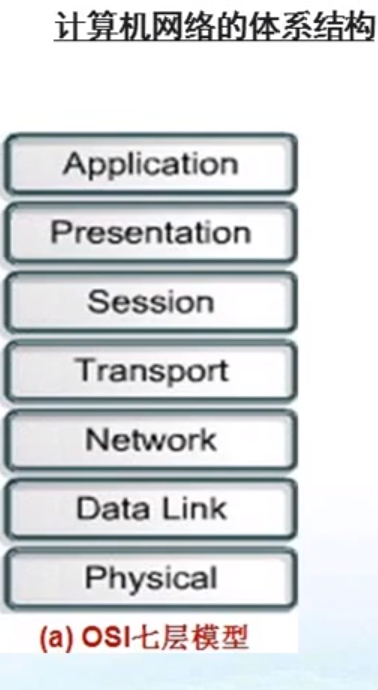 计算机网络的体系结构
Application
Presentation
Session
Transport
Network
Data Link
Physical
(a) OSI七层模型